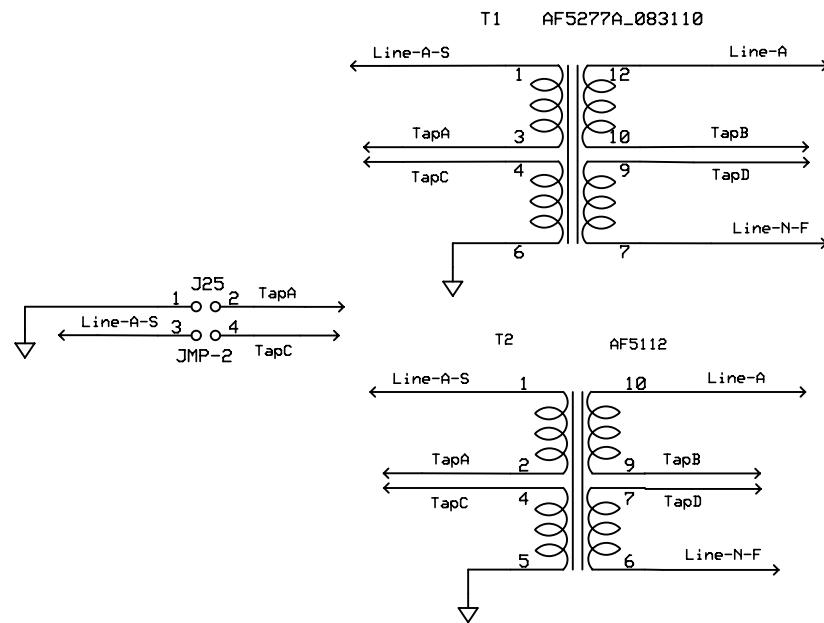 T1 AF5277A_083110
Line-A-S 1 12 Line-A
TapA 3 10 TapB
TapC 4 9 TapD
6 7 Line-N-F
J25
1 2 TapA
Line-A-S 3 4 TapC
JMP-2
T2 AF5112
Line-A-S 1 10 Line-A
TapA 2 9 TapB
TapC 4 7 TapD
5 6 Line-N-F